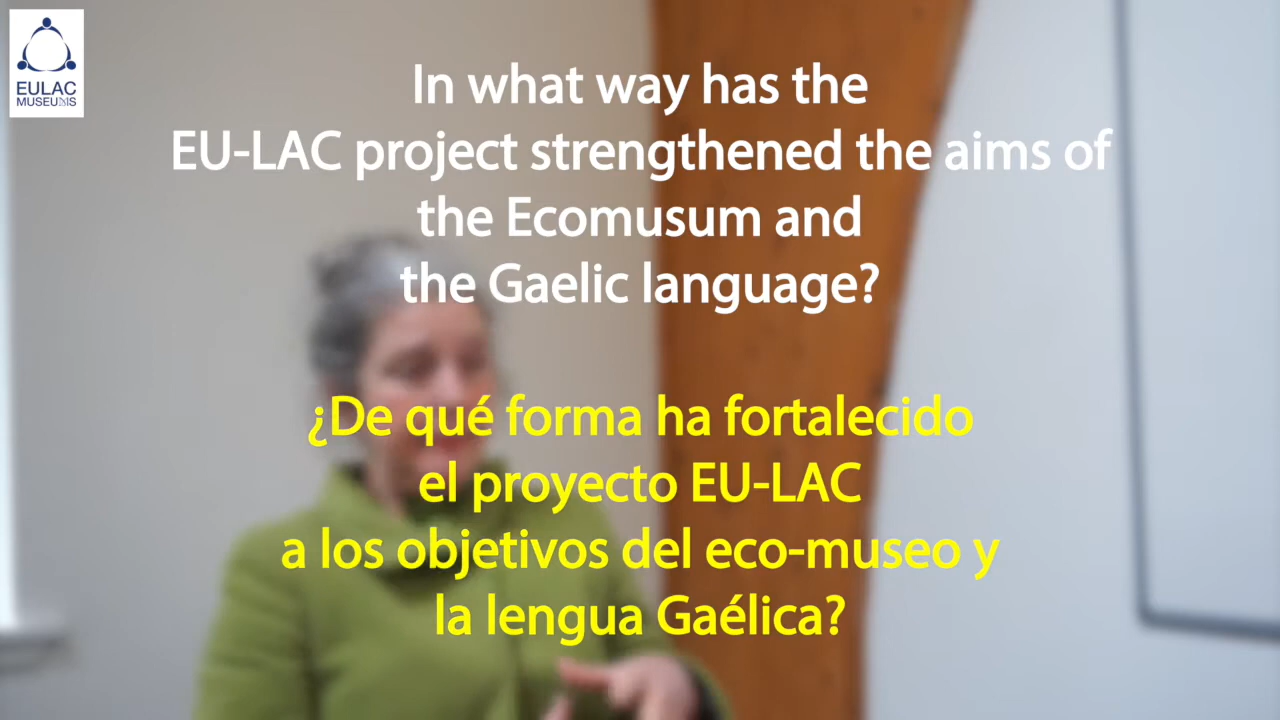 EULAC
MUSEUMS
In what way has the
EU-LAC project strengthened the aims of
the Ecomusum and
the Gaelic language?
¿De qué forma ha fortalecido
el proyecto EU-LAC
a los objetivos del eco-museo y
la lengua Gaélica?